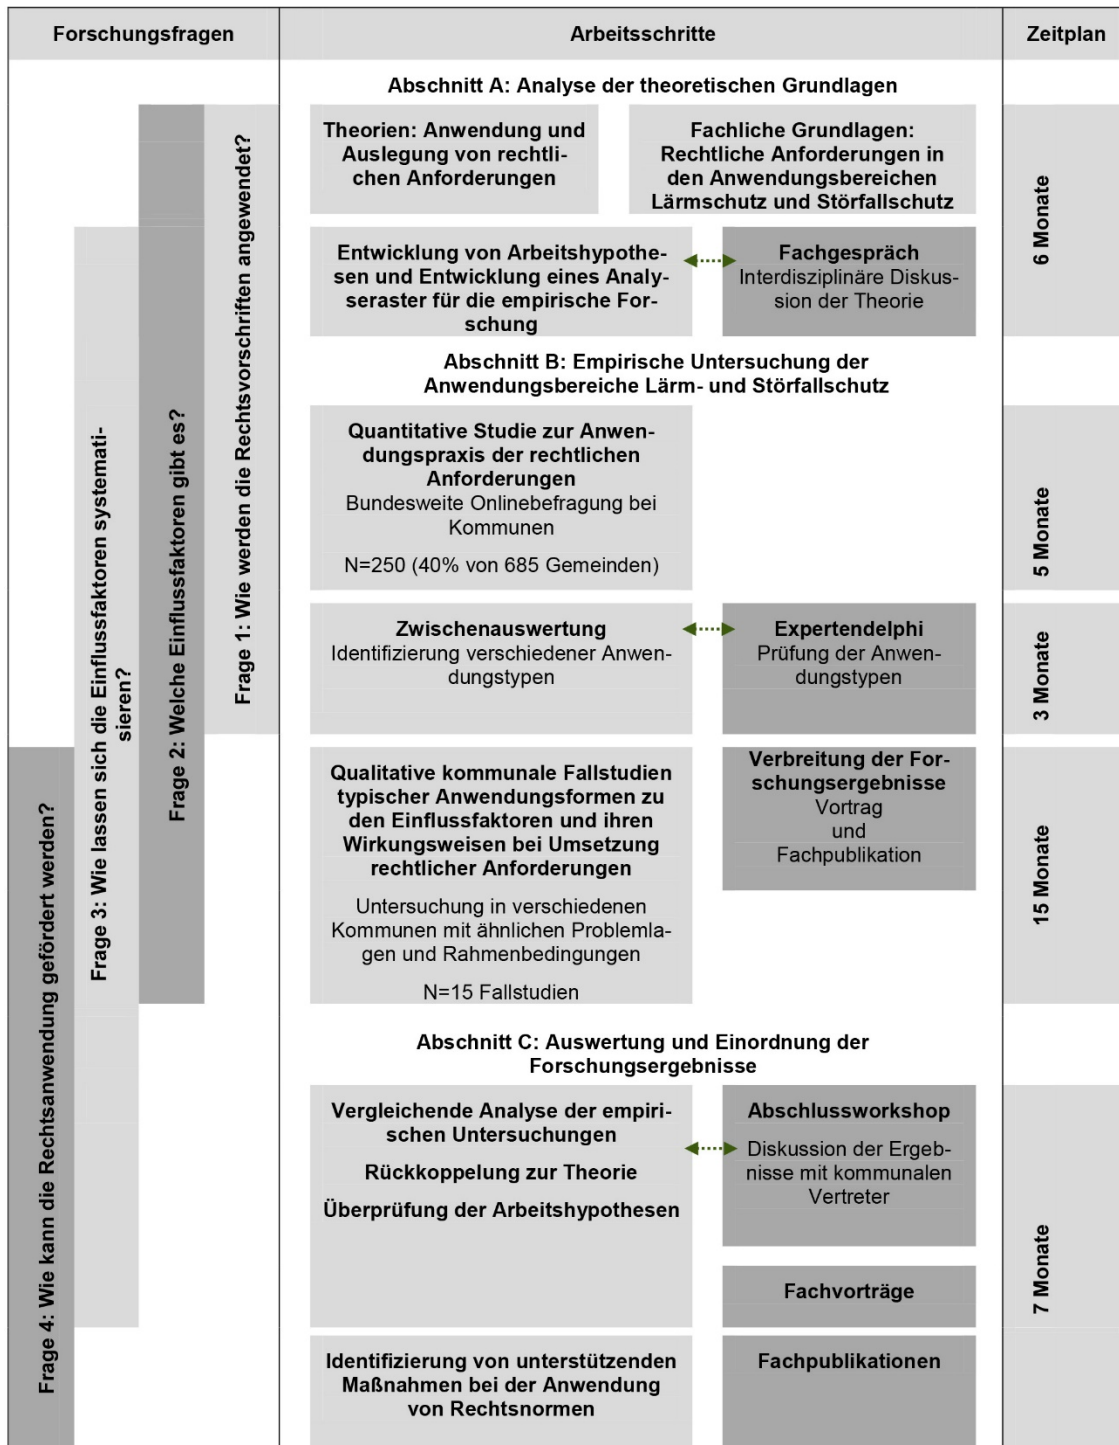 Forschungsfragen
Arbeitsschritte
Zeitplan
Frage 4: Wie kann die Rechtsanwendung gefördert werden?
Frage 3: Wie lassen sich die Einflussfaktoren systemati-
sieren?
Frage 2: Welche Einflussfaktoren gibt es?
Frage 1: Wie werden die Rechtsvorschriften angewendet?
Abschnitt A: Analyse der theoretischen Grundlagen
Theorien: Anwendung und
Auslegung von rechtli-
chen Anforderungen
Fachliche Grundlagen:
Rechtliche Anforderungen in
den Anwendungsbereichen
Lärmschutz und Störfallschutz
Entwicklung von Arbeitshypothe-
sen und Entwicklung eines Analy-
seraster für die empirische For-
schung
Fachgespräch
Interdisziplinäre Diskus-
sion der Theorie
6 Monate
Abschnitt B: Empirische Untersuchung der
Anwendungsbereiche Lärm- und Störfallschutz
Quantitative Studie zur Anwen-
dungspraxis der rechtlichen
Anforderungen
Bundesweite Onlinebefragung bei
Kommunen
N=250 (40% von 685 Gemeinden)
5 Monate
Zwischenauswertung
Identifizierung verschiedener Anwen-
dungstypen
Expertendelphi
Prüfung der Anwen-
dungstypen
3 Monate
Qualitative kommunale Fallstudien
typischer Anwendungsformen zu
den Einflussfaktoren und ihren
Wirkungsweisen bei Umsetzung
rechtlicher Anforderungen
Untersuchung in verschiedenen
Kommunen mit ähnlichen Problemla-
gen und Rahmenbedingungen
N=15 Fallstudien
Verbreitung der For-
schungsergebnisse
Vortrag
und
Fachpublikation
15 Monate
Abschnitt C: Auswertung und Einordnung der
Forschungsergebnisse
Vergleichende Analyse der empiri-
schen Untersuchungen
Rückkoppelung zur Theorie
Überprüfung der Arbeitshypothesen
Abschlussworkshop
Diskussion der Ergeb-
nisse mit kommunalen
Vertreter
Fachvorträge
7 Monate
Identifizierung von unterstützenden
Maßnahmen bei der Anwendung
von Rechtsnormen
Fachpublikationen